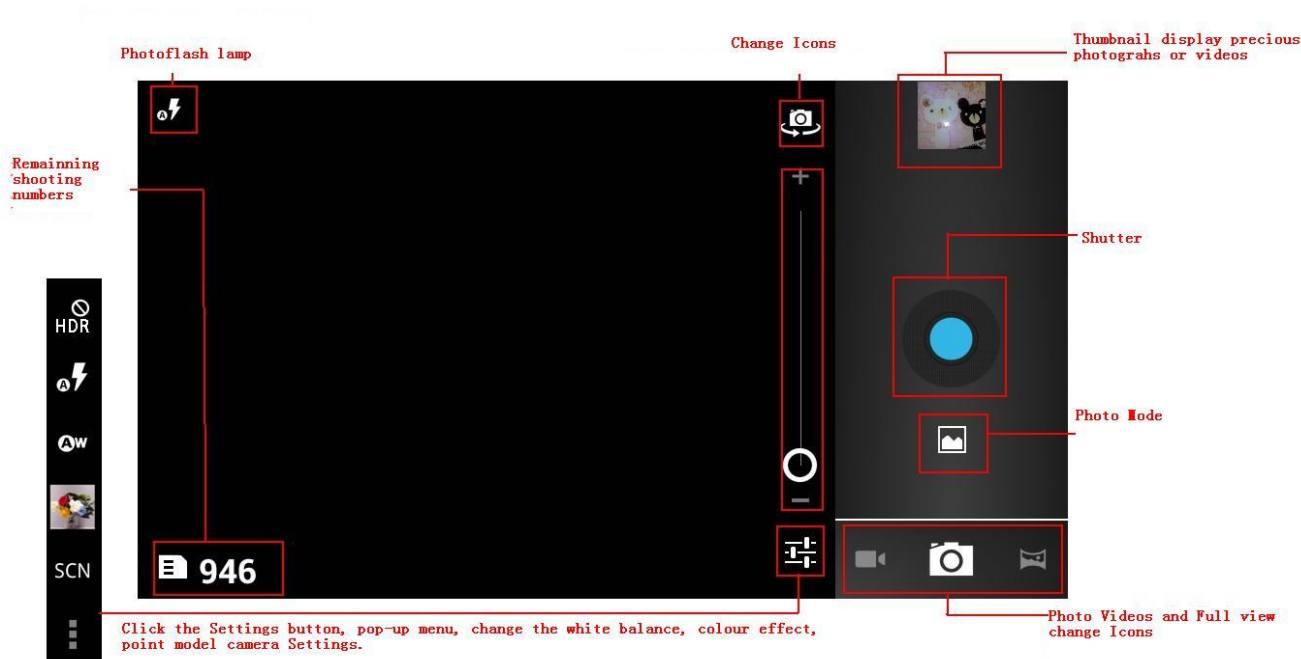 Photoflash lamp
Change Icons
Thumbnail display precious
photograhs or videos
Remainning
shooting
numbers
Shutter
HDR
A
A
AW
Photo Mode
SCN
946
Click the Settings button, pop-up menu, change the white balance, colour effect,
point model camera Settings.
Photo Videos and Full view
change Icons